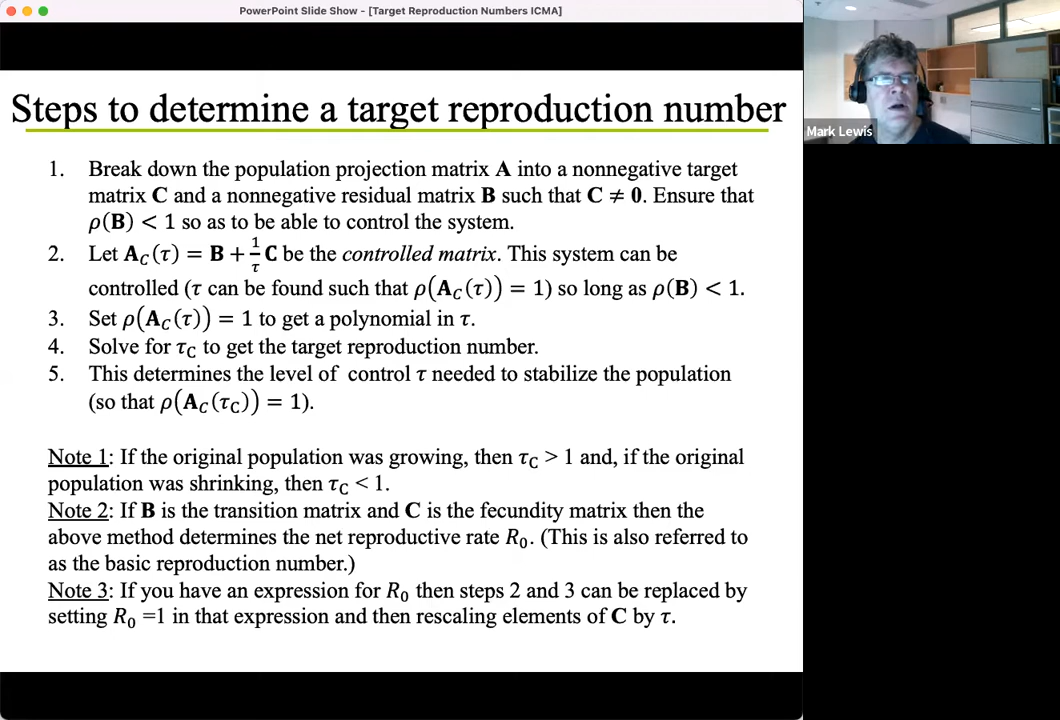 PowerPoint Slide Show - [Target Reproduction Numbers ICMA]
Steps to determine a target reproduction number
1. Break down the population projection matrix A into a nonnegative target
matrix C and a nonnegative residual matrix B such that C ≠ 0. Ensure that
ρ(B) < 1 so as to be able to control the system.
2. Let A_C(τ) = B + 1/τ C be the controlled matrix. This system can be
controlled (τ can be found such that ρ(A_C(τ)) = 1) so long as ρ(B) < 1.
3. Set ρ(A_C(τ)) = 1 to get a polynomial in τ.
4. Solve for τ_C to get the target reproduction number.
5. This determines the level of control τ needed to stabilize the population
(so that ρ(A_C(τ_C)) = 1).
Note 1: If the original population was growing, then τ_C > 1 and, if the original
population was shrinking, then τ_C < 1.
Note 2: If B is the transition matrix and C is the fecundity matrix then the
above method determines the net reproductive rate R₀. (This is also referred to
as the basic reproduction number.)
Note 3: If you have an expression for R₀ then steps 2 and 3 can be replaced by
setting R₀ =1 in that expression and then rescaling elements of C by τ.
Mark Lewis